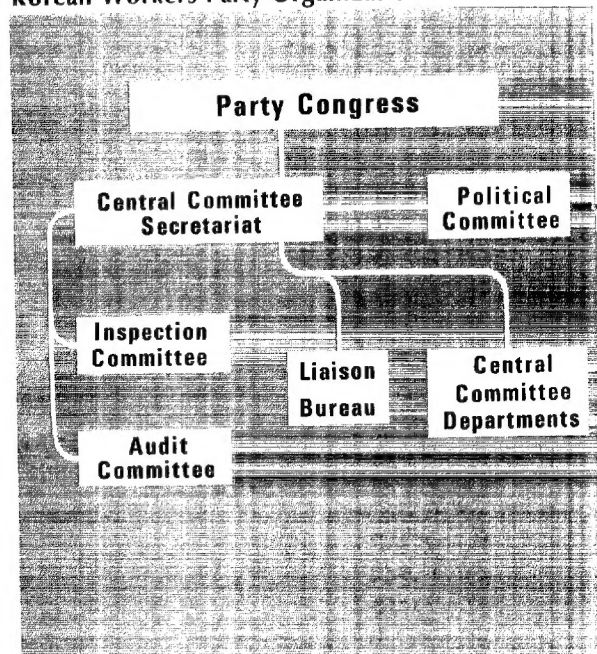 Korean Workers Party
Party Congress
Central Committee
Secretariat
Political
Committee
Inspection
Committee
Liaison
Bureau
Central
Committee
Departments
Audit
Committee